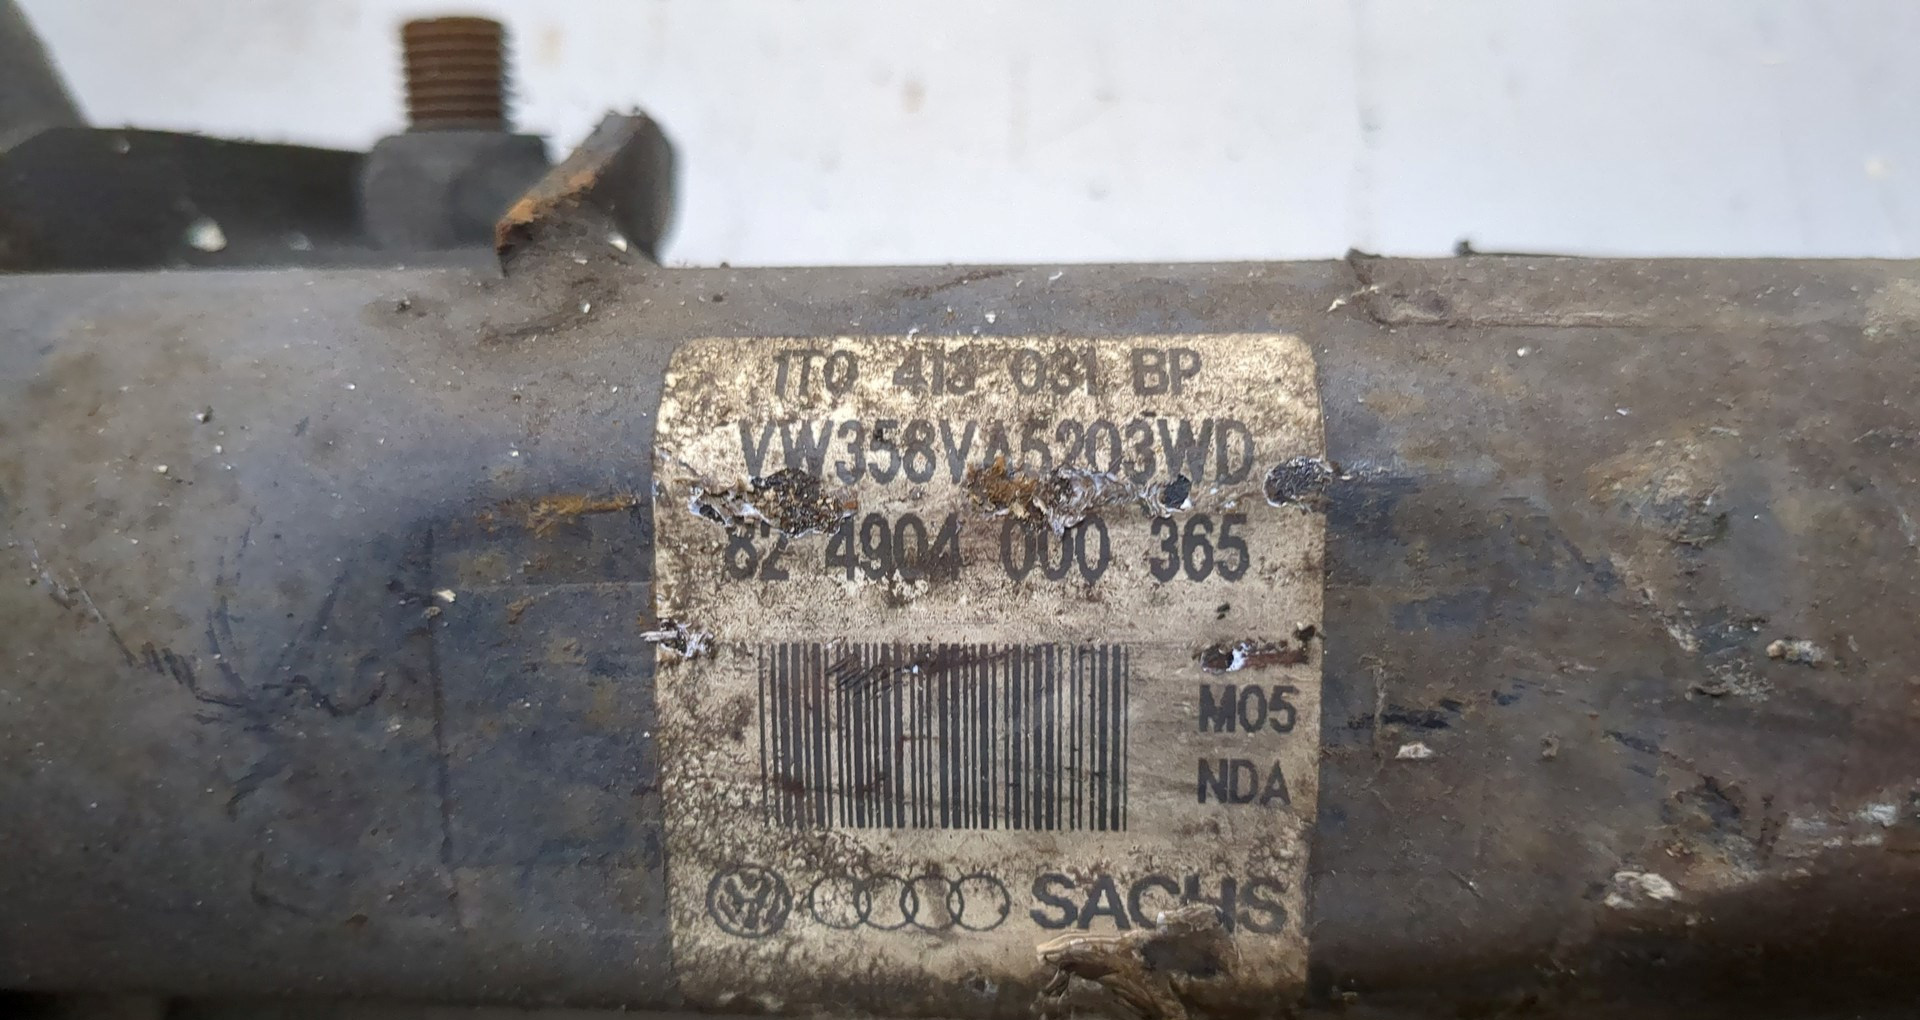 1T0 413 031 BP
VW358VA5203WD
82 4904 000 365
M05
NDA
SACHS